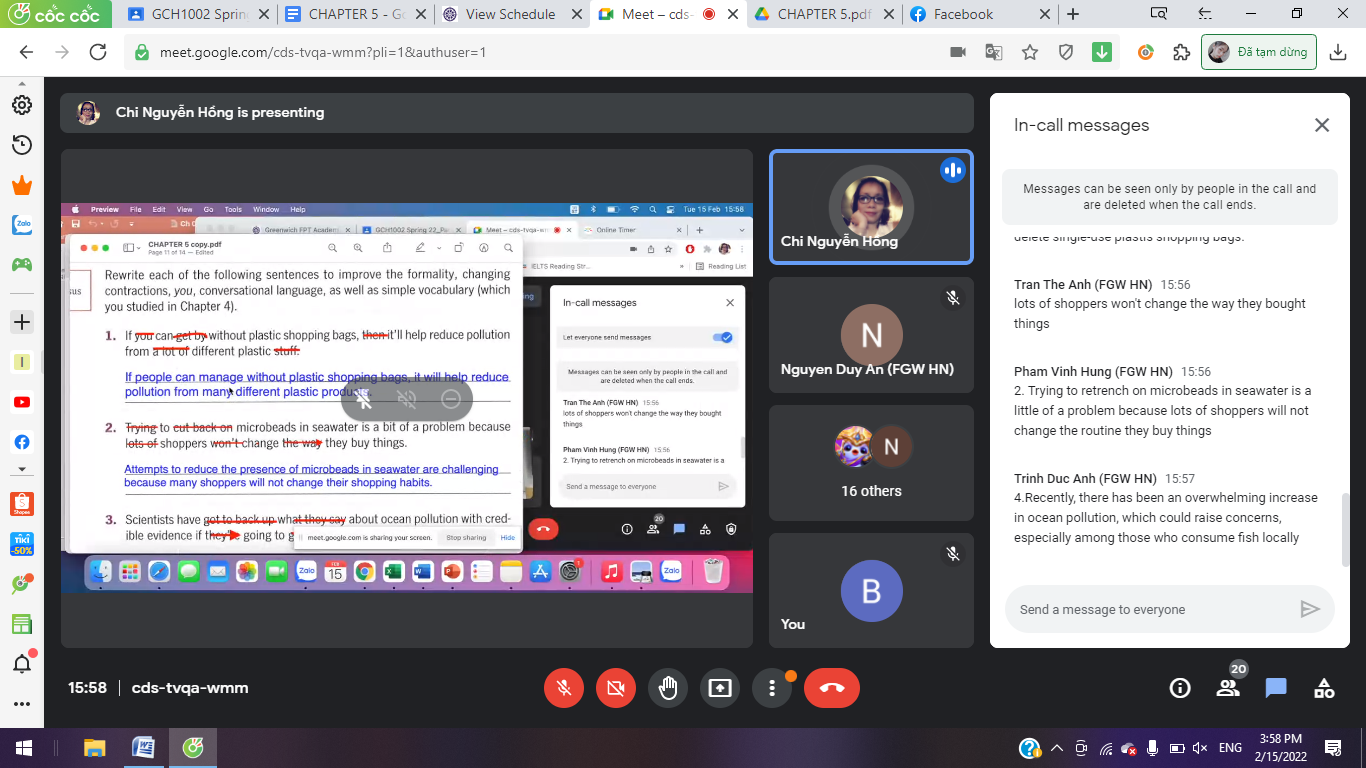 cốc cốc
GCH1002 Sprin
CHAPTER 5 - Go
View Schedule
Meet – cds-
CHAPTER 5.pdf
Facebook
meet.google.com/cds-tvqa-wmm?pli=1&authuser=1
Đã tạm dừng
Chi Nguyễn Hồng is presenting
Preview File Edit View Go Tools Window Help
Tue 15 Feb 15:58
Greenwich FPT Academic
GCH1002 Spring 22_Pa
Meet – cds-tvqa-wm
Online Timer
IELTS Reading Str...
Reading List
CHAPTER 5 copy.pdf
Page 11 of 14 — Edited
sus
Rewrite each of the following sentences to improve the formality, changing
contractions, you, conversational language, as well as simple vocabulary (which
you studied in Chapter 4).
1. If you can get by without plastic shopping bags, then it'll help reduce pollution
from a lot of different plastic stuff.
If people can manage without plastic shopping bags, it will help reduce
pollution from many different plastic products.
2. Trying to cut back on microbeads in seawater is a bit of a problem because
lots of shoppers won't change the way they buy things.
Attempts to reduce the presence of microbeads in seawater are challenging
because many shoppers will not change their shopping habits.
3. Scientists have got to back up what they say about ocean pollution with cred-
ible evidence if they're going to g
meet.google.com is sharing your screen.
Stop sharing
Hide
In-call messages
Let everyone send messages
Messages can be seen only by people in the call and
are deleted when the call ends.
Tran The Anh (FGW HN) 15:56
lots of shoppers won't change the way they bought
things
Pham Vinh Hung (FGW HN) 15:56
2. Trying to retrench on microbeads in seawater is a
Send a message to everyone
20
15
Chi Nguyễn Hồng
N
Nguyen Duy An (FGW HN)
N
16 others
B
You
In-call messages
Messages can be seen only by people in the call and
are deleted when the call ends.
delete single-use plastis shopping bags.
Tran The Anh (FGW HN) 15:56
lots of shoppers won't change the way they bought
things
Pham Vinh Hung (FGW HN) 15:56
2. Trying to retrench on microbeads in seawater is a
little of a problem because lots of shoppers will not
change the routine they buy things
Trinh Duc Anh (FGW HN) 15:57
4.Recently, there has been an overwhelming increase
in ocean pollution, which could raise concerns,
especially among those who consume fish locally
Send a message to everyone
15:58 | cds-tvqa-wmm
20
Zalo
TIKI
-50%
ENG
3:58 PM
2/15/2022